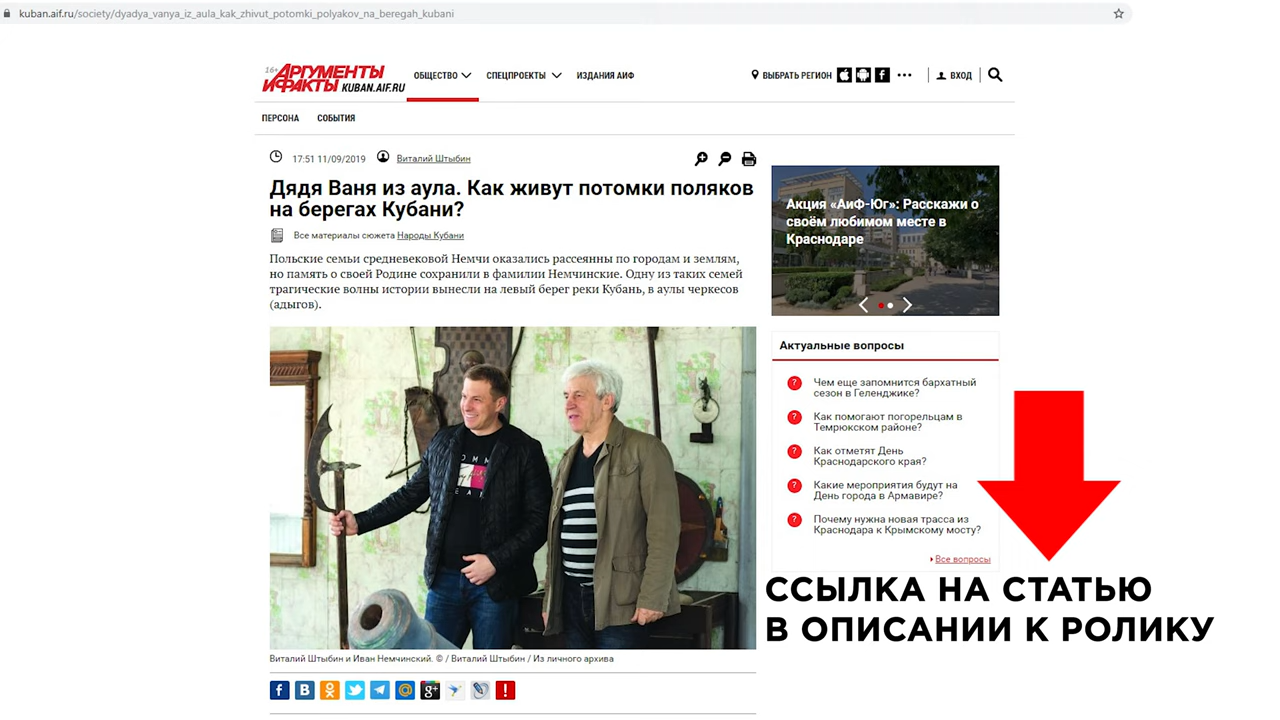 kuban.aif.ru/society/dyadya_vanya_iz_aula_kak_zhivut_potomki_polyakov_na_beregah_kubani
16+
АРГУМЕНТЫ
И ФАКТЫ KUBAN.AIF.RU
ОБЩЕСТВО
СПЕЦПРОЕКТЫ
ИЗДАНИЯ АИФ
ВЫБРАТЬ РЕГИОН
ВХОД
ПЕРСОНА
СОБЫТИЯ
17:51 11/09/2019
Виталий Штыбин
Дядя Ваня из аула. Как живут потомки поляков
на берегах Кубани?
Все материалы сюжета Народы Кубани
Польские семьи средневековой Немчи оказались рассеянны по городам и землям,
но память о своей Родине сохранили в фамилии Немчинские. Одну из таких семей
трагические волны истории вынесли на левый берег реки Кубань, в аулы черкесов
(адыгов).
Виталий Штыбин и Иван Немчинский. © / Виталий Штыбин / Из личного архива
Акция «АиФ-Юг»: Расскажи о
своём любимом месте в
Краснодаре
Актуальные вопросы
Чем еще запомнится бархатный
сезон в Геленджике?
Как помогают погорельцам в
Темрюкском районе?
Как отметят День
Краснодарского края?
Какие мероприятия будут на
День города в Армавире?
Почему нужна новая трасса из
Краснодара к Крымскому мосту?
Все вопросы
ССЫЛКА НА СТАТЬЮ
В ОПИСАНИИ К РОЛИКУ